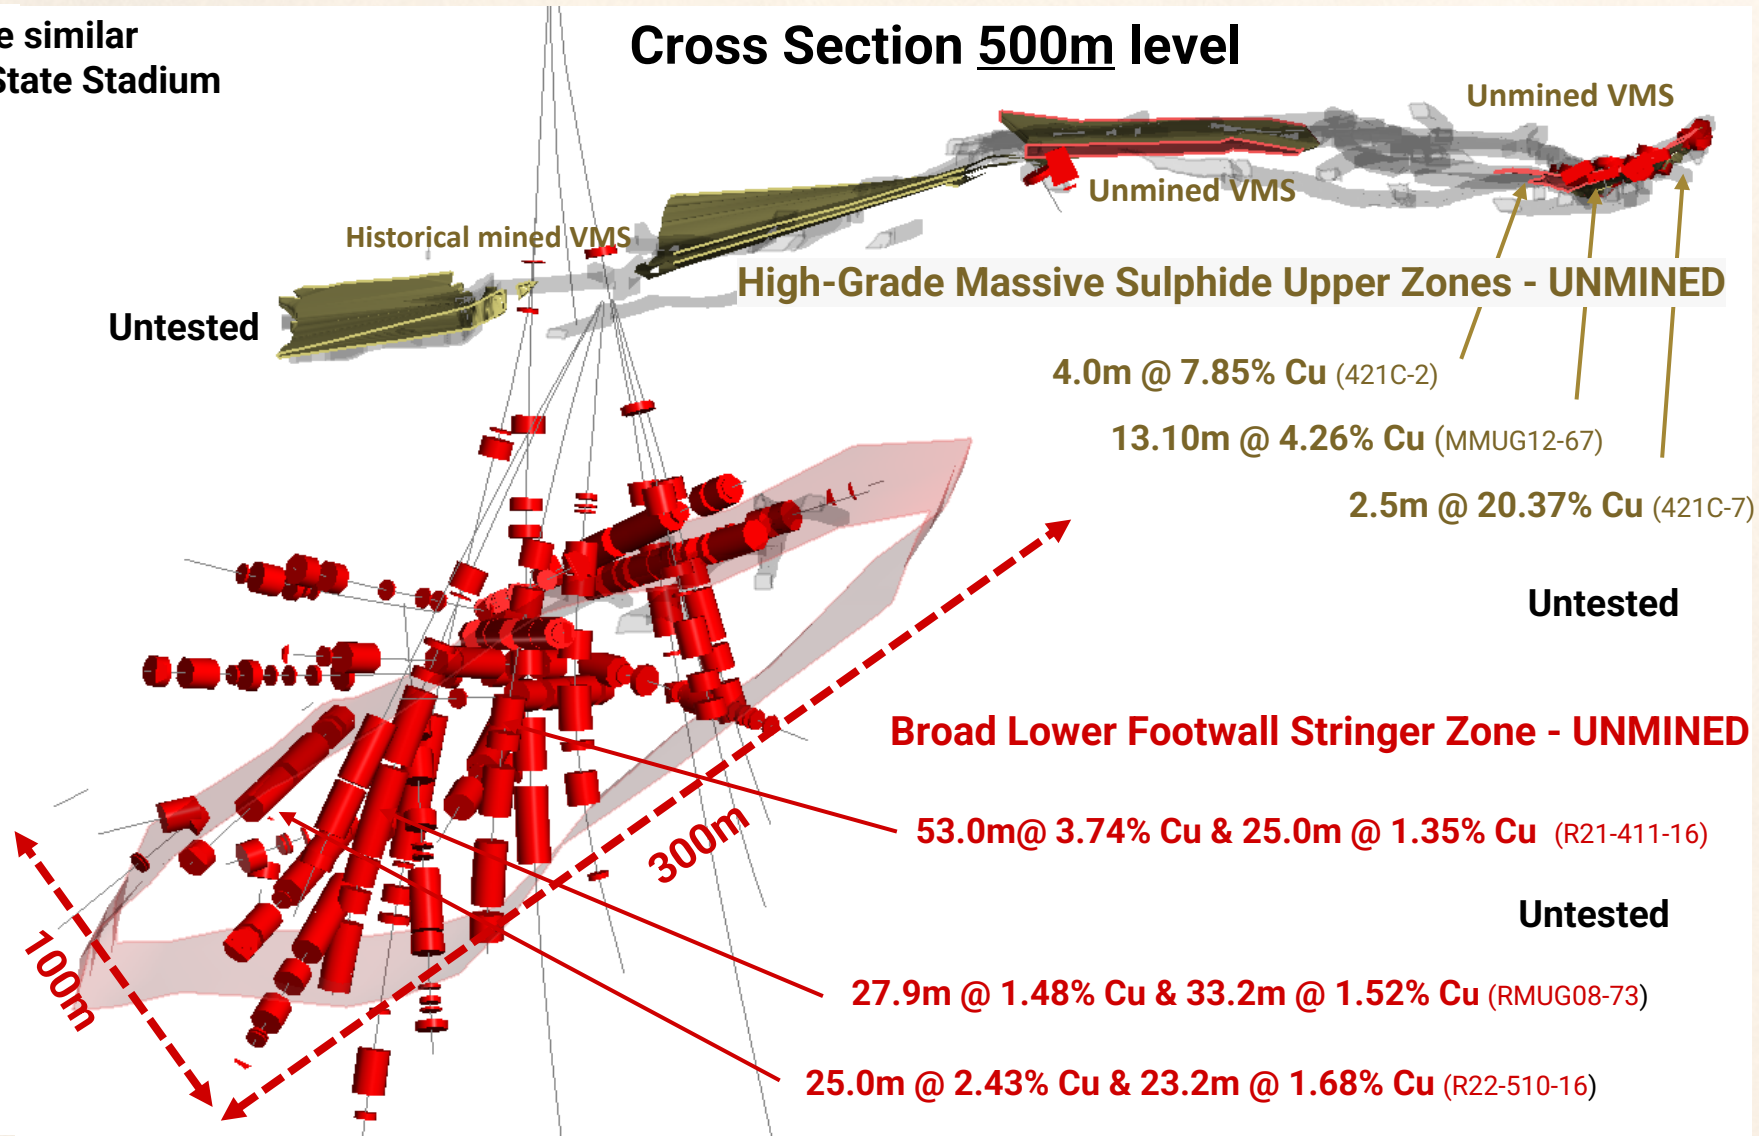 e similar
State Stadium
Cross Section 500m level
Unmined VMS
Unmined VMS
Historical mined VMS
High-Grade Massive Sulphide Upper Zones - UNMINED
Untested
4.0m @ 7.85% Cu (421C-2)
13.10m @ 4.26% Cu (MMUG12-67)
2.5m @ 20.37% Cu (421C-7)
Untested
Broad Lower Footwall Stringer Zone - UNMINED
53.0m@ 3.74% Cu & 25.0m @ 1.35% Cu (R21-411-16)
300m
Untested
100m
27.9m @ 1.48% Cu & 33.2m @ 1.52% Cu (RMUG08-73)
25.0m @ 2.43% Cu & 23.2m @ 1.68% Cu (R22-510-16)